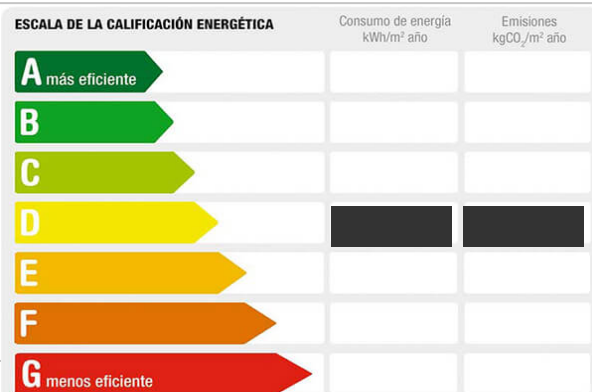 ESCALA DE LA CALIFICACIÓN ENERGÉTICA
Consumo de energía
kWh/m² año
Emisiones
kgCO₂/m² año
A más eficiente
B
C
D
E
F
G menos eficiente